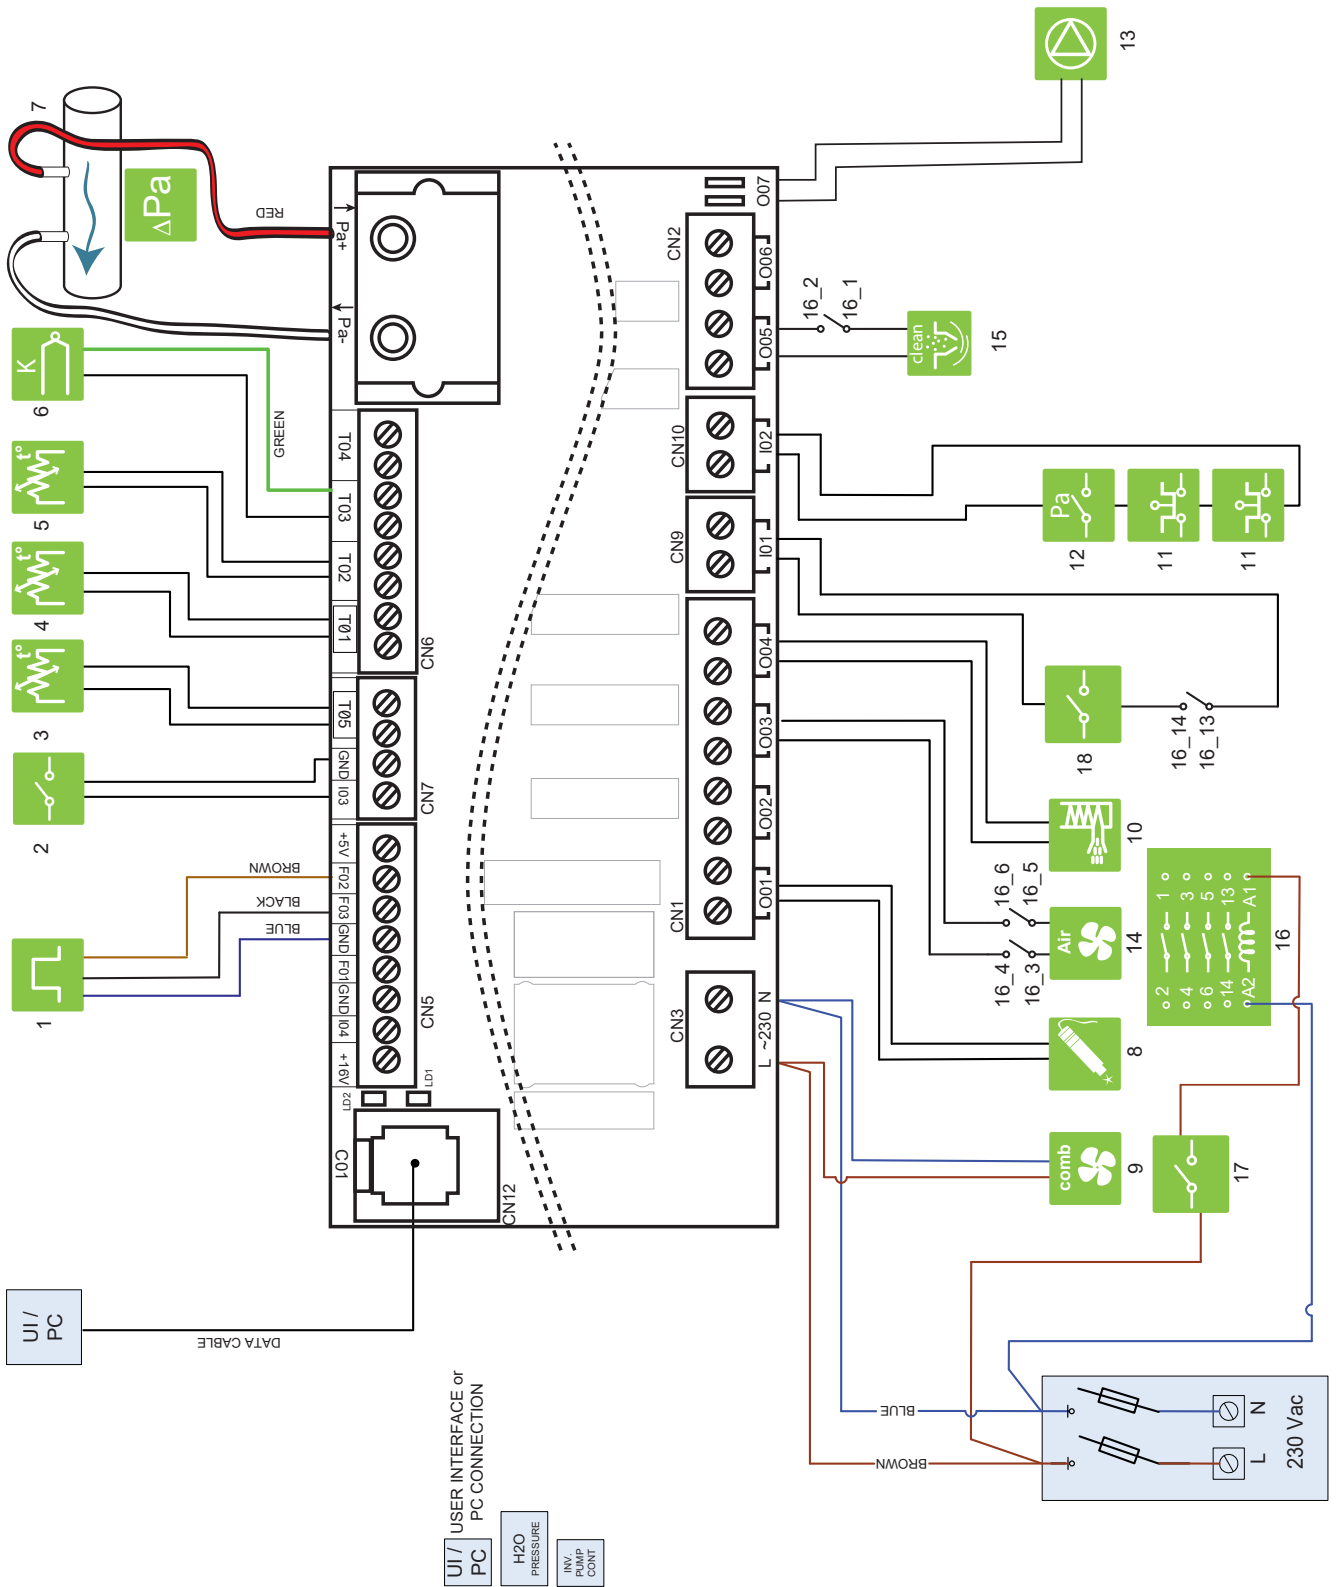 7
ΔPa
RED
Pa+
Pa-
K
6
GREEN
t°
5
t°
4
t°
3
2
1
BROWN
BLACK
BLUE
T04
T03
T02
T01
CN6
T05
GND
I03
CN7
+5V
F02
F03
GND
F01
GND
I04
+16V
CN5
LD2
LD1
C01
CN12
UI /
PC
DATA CABLE
13
O07
CN2
O06
O05
16_2
16_1
clean
15
CN10
I02
Pa
12
11
11
CN9
I01
18
16_14
16_13
CN1
O04
O03
O02
O01
10
16_6
16_5
16_4
16_3
Air
14
2 1
4 3
6 5
14 13
A2 A1
16
8
CN3
L ~230 N
comb
9
17
BLUE
BROWN
N
L
230 Vac
UI /
PC
USER INTERFACE or
PC CONNECTION
H2O
PRESSURE
INV.
PUMP
CONT